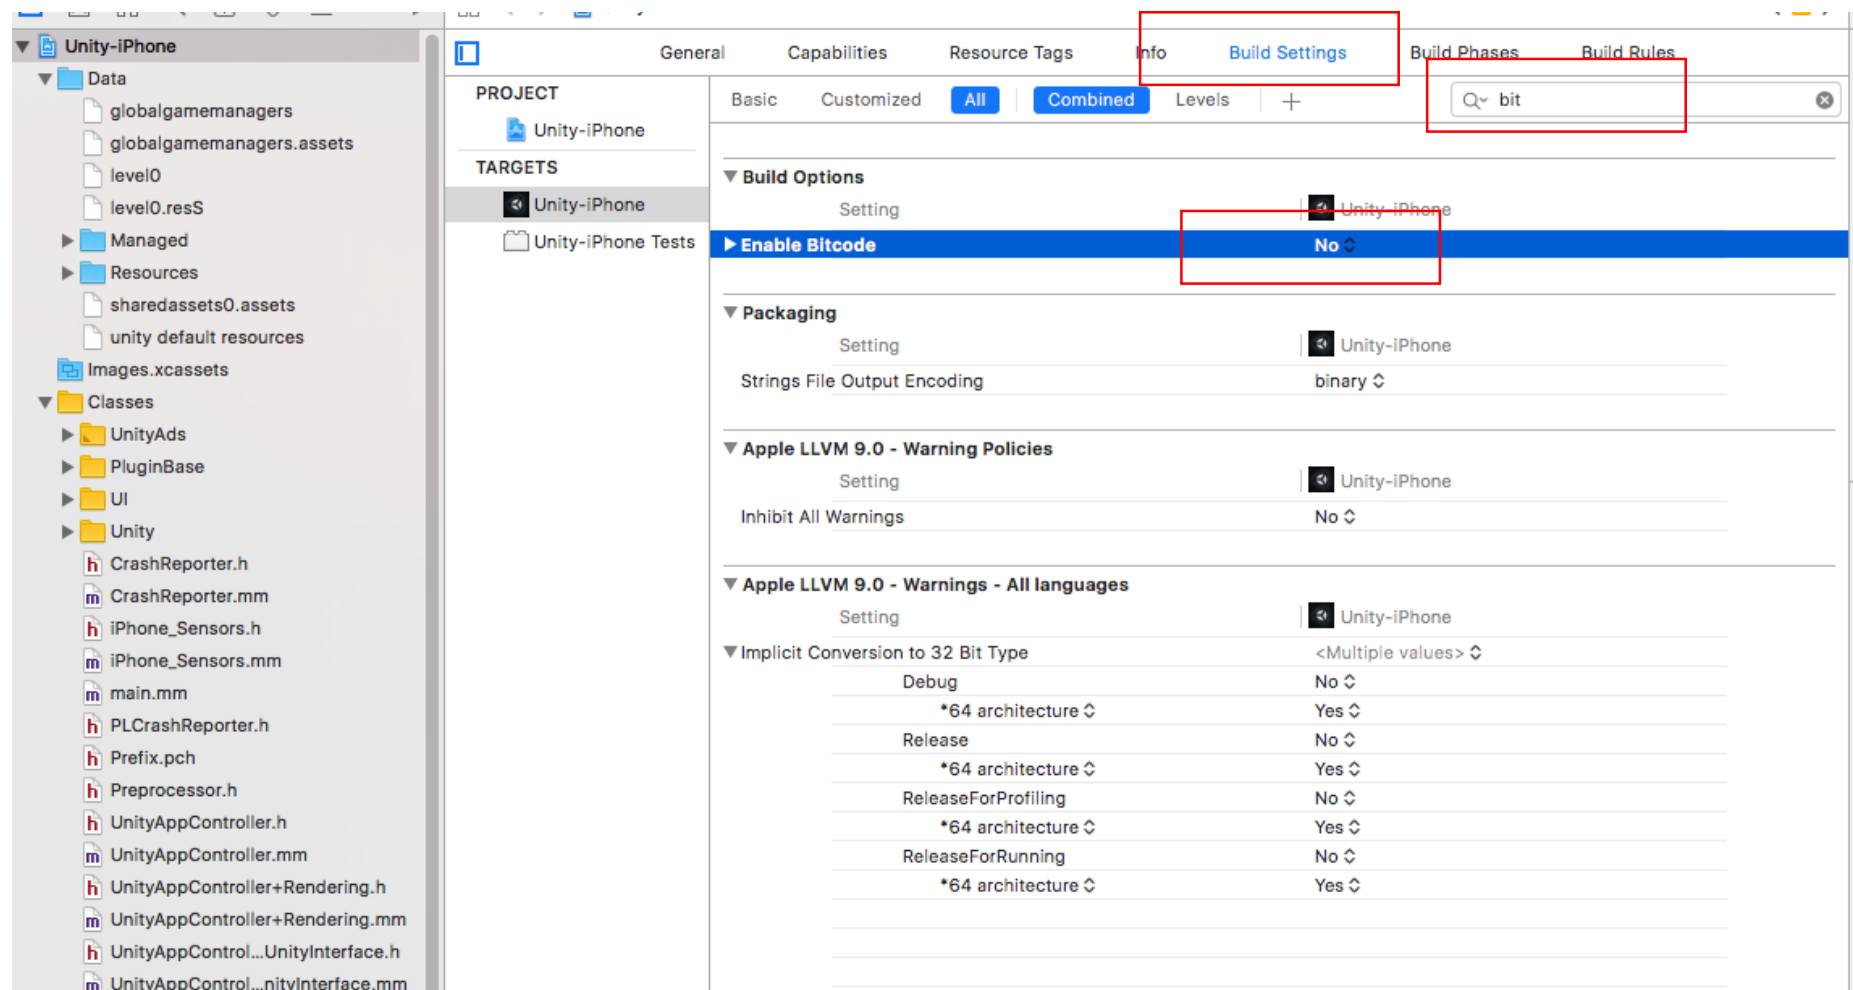 Unity-iPhone
Data
globalgamemanagers
globalgamemanagers.assets
level0
level0.resS
Managed
Resources
sharedassets0.assets
unity default resources
Images.xcassets
Classes
UnityAds
PluginBase
UI
Unity
h CrashReporter.h
m CrashReporter.mm
h iPhone_Sensors.h
m iPhone_Sensors.mm
m main.mm
h PLCrashReporter.h
h Prefix.pch
h Preprocessor.h
h UnityAppController.h
m UnityAppController.mm
h UnityAppController+Rendering.h
m UnityAppController+Rendering.mm
h UnityAppControl...UnityInterface.h
m UnityAppControl...nityInterface.mm
General Capabilities Resource Tags Info Build Settings Build Phases Build Rules
PROJECT
Unity-iPhone
TARGETS
Unity-iPhone
Unity-iPhone Tests
Basic Customized All Combined Levels + bit
Build Options
Setting Unity-iPhone
Enable Bitcode No
Packaging
Setting Unity-iPhone
Strings File Output Encoding binary
Apple LLVM 9.0 - Warning Policies
Setting Unity-iPhone
Inhibit All Warnings No
Apple LLVM 9.0 - Warnings - All languages
Setting Unity-iPhone
Implicit Conversion to 32 Bit Type <Multiple values>
Debug No
*64 architecture Yes
Release No
*64 architecture Yes
ReleaseForProfiling No
*64 architecture Yes
ReleaseForRunning No
*64 architecture Yes